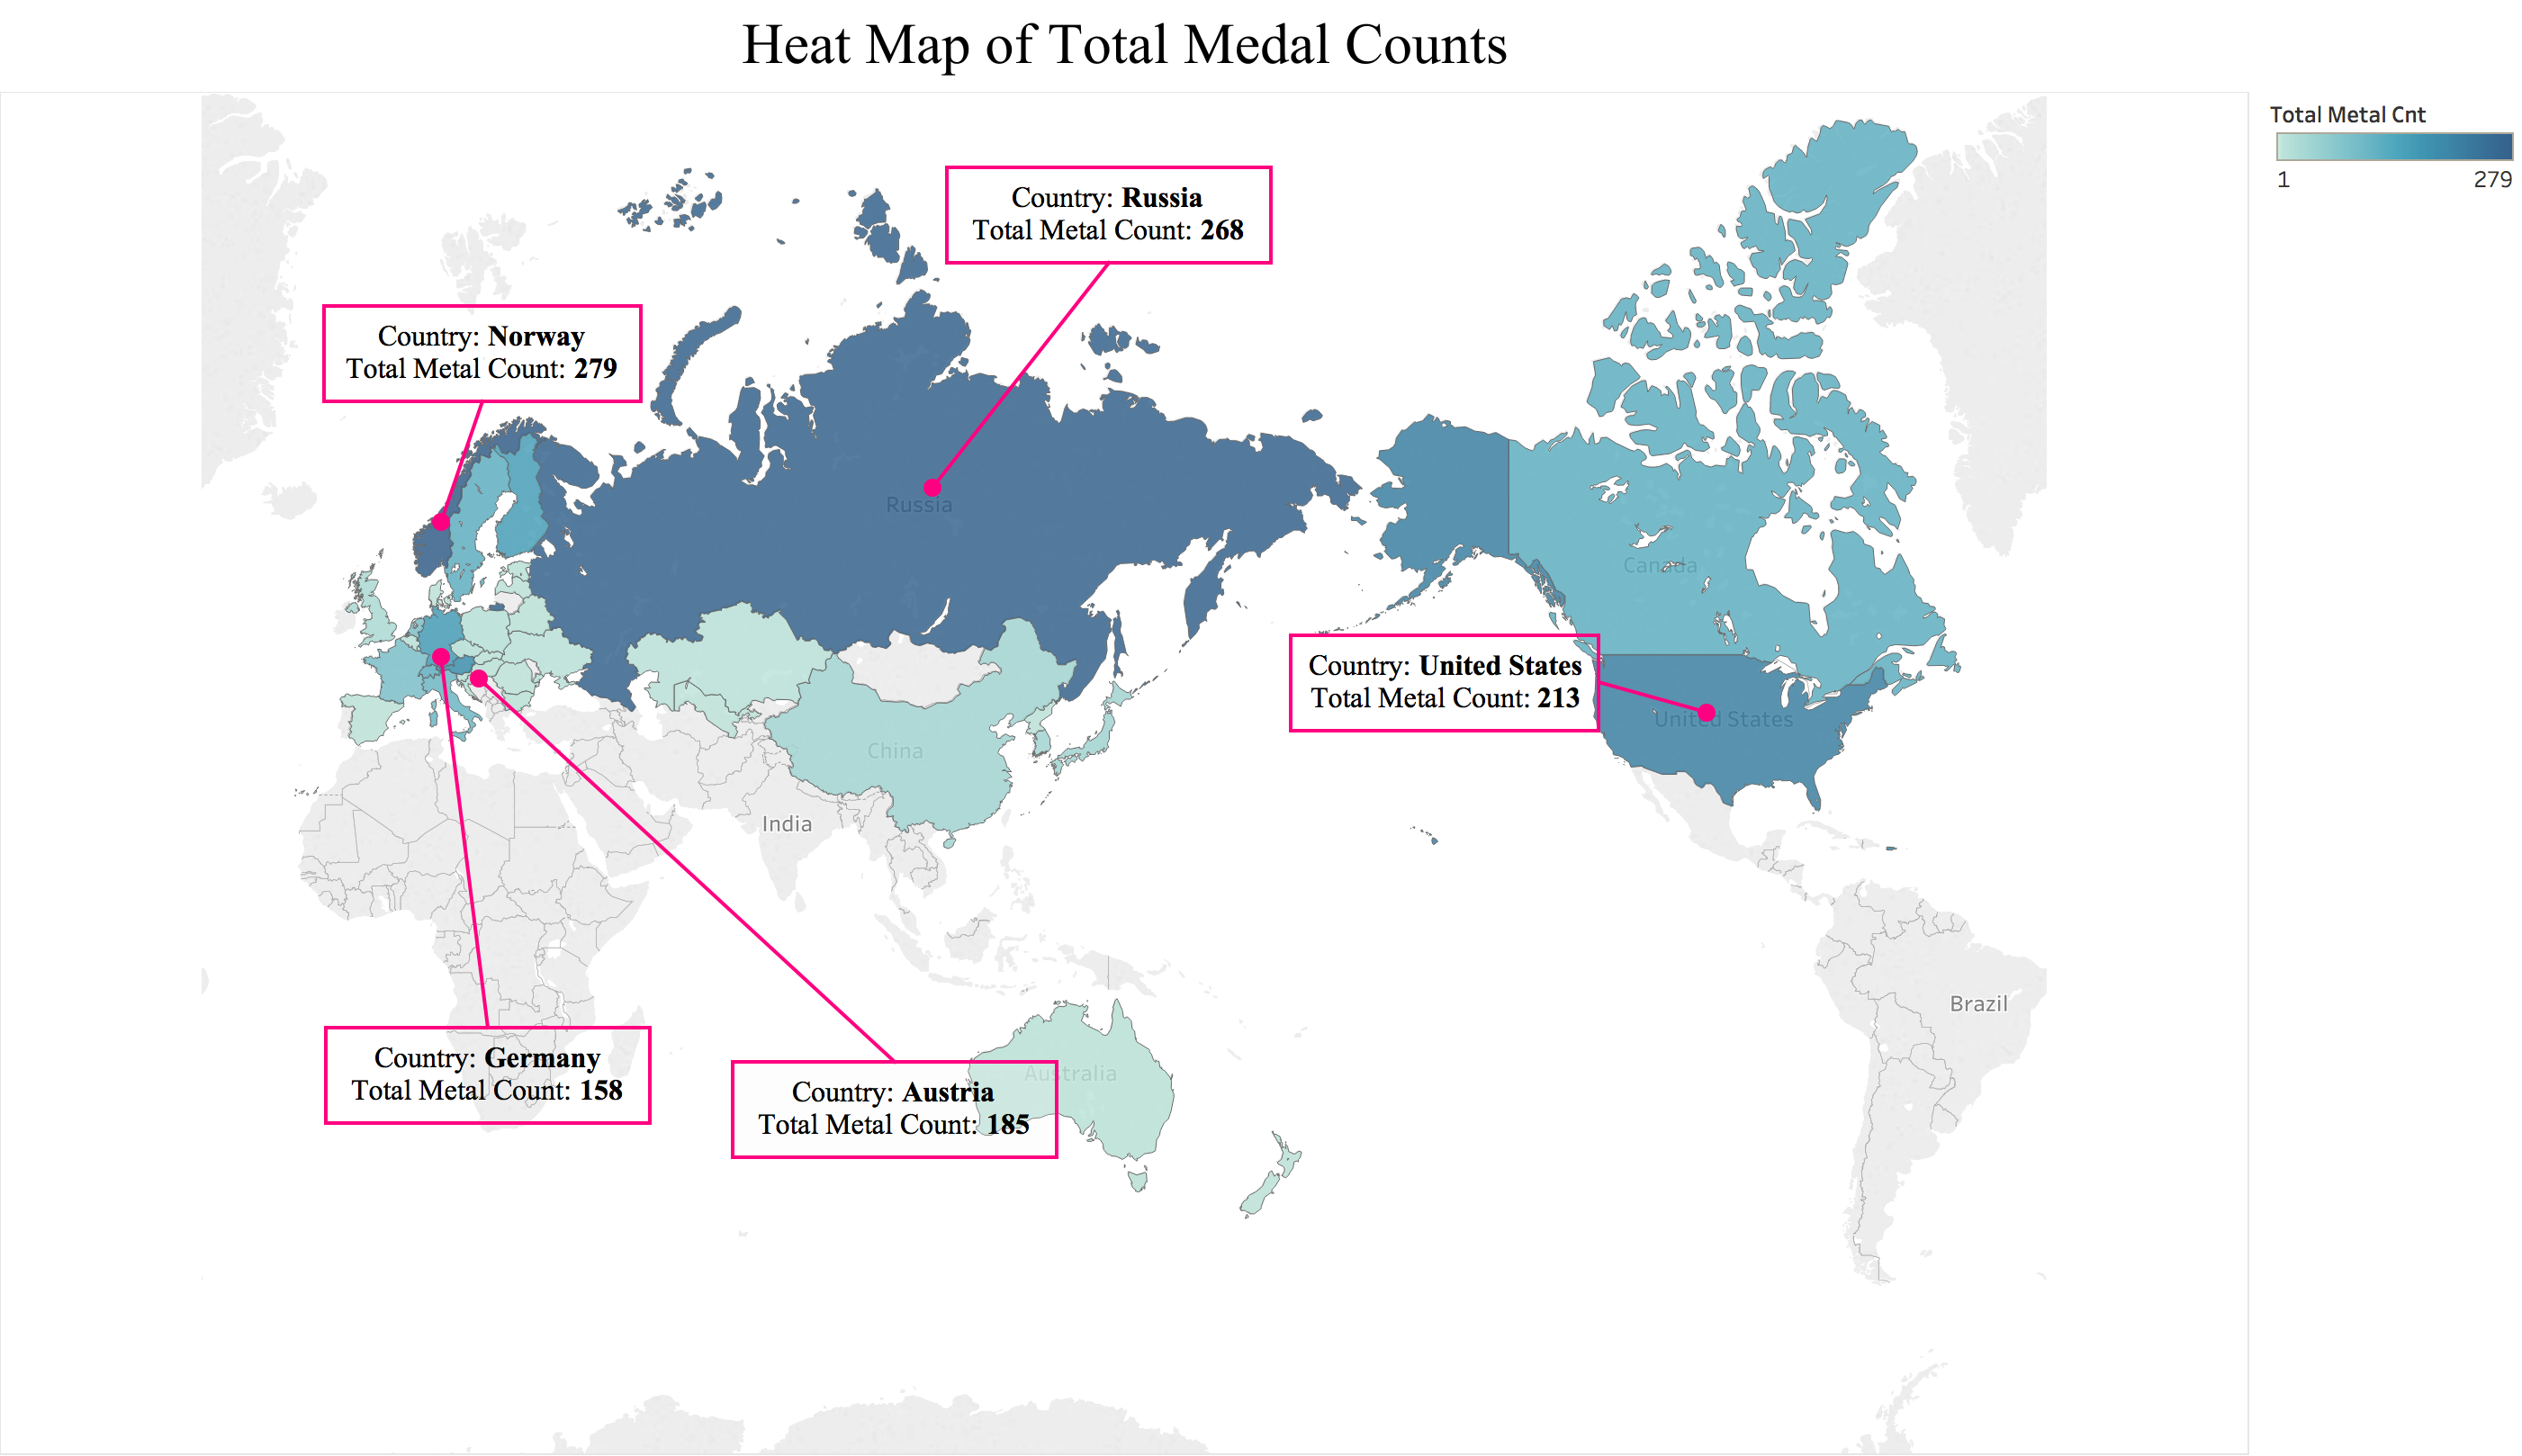 Heat Map of Total Medal Counts
Total Metal Cnt
1 279
Country: Russia
Total Metal Count: 268
Country: Norway
Total Metal Count: 279
Russia
Canada
Country: United States
Total Metal Count: 213
United States
China
India
Brazil
Country: Germany
Total Metal Count: 158
Country: Austria
Total Metal Count: 185
Australia